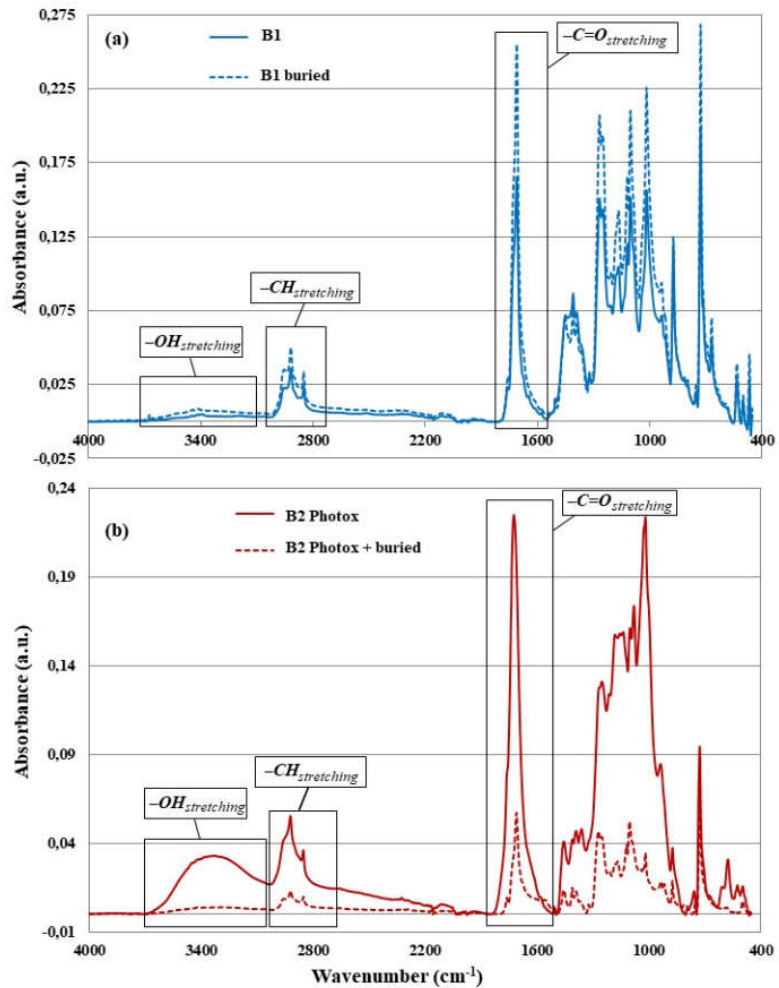 0,275
(a)
B1
B1 buried
–C=Ostretching
0,225
0,175
0,125
–CHstretching
0,075
–OHstretching
0,025
4000 3400 2800 2200 1600 1000 400
-0,025
Absorbance (a.u.)
0,24
(b)
B2 Photox
B2 Photox + buried
–C=Ostretching
0,19
0,14
0,09
–CHstretching
–OHstretching
0,04
-0,01
4000 3400 2800 2200 1600 1000 400
Absorbance (a.u.)
Wavenumber (cm-1)